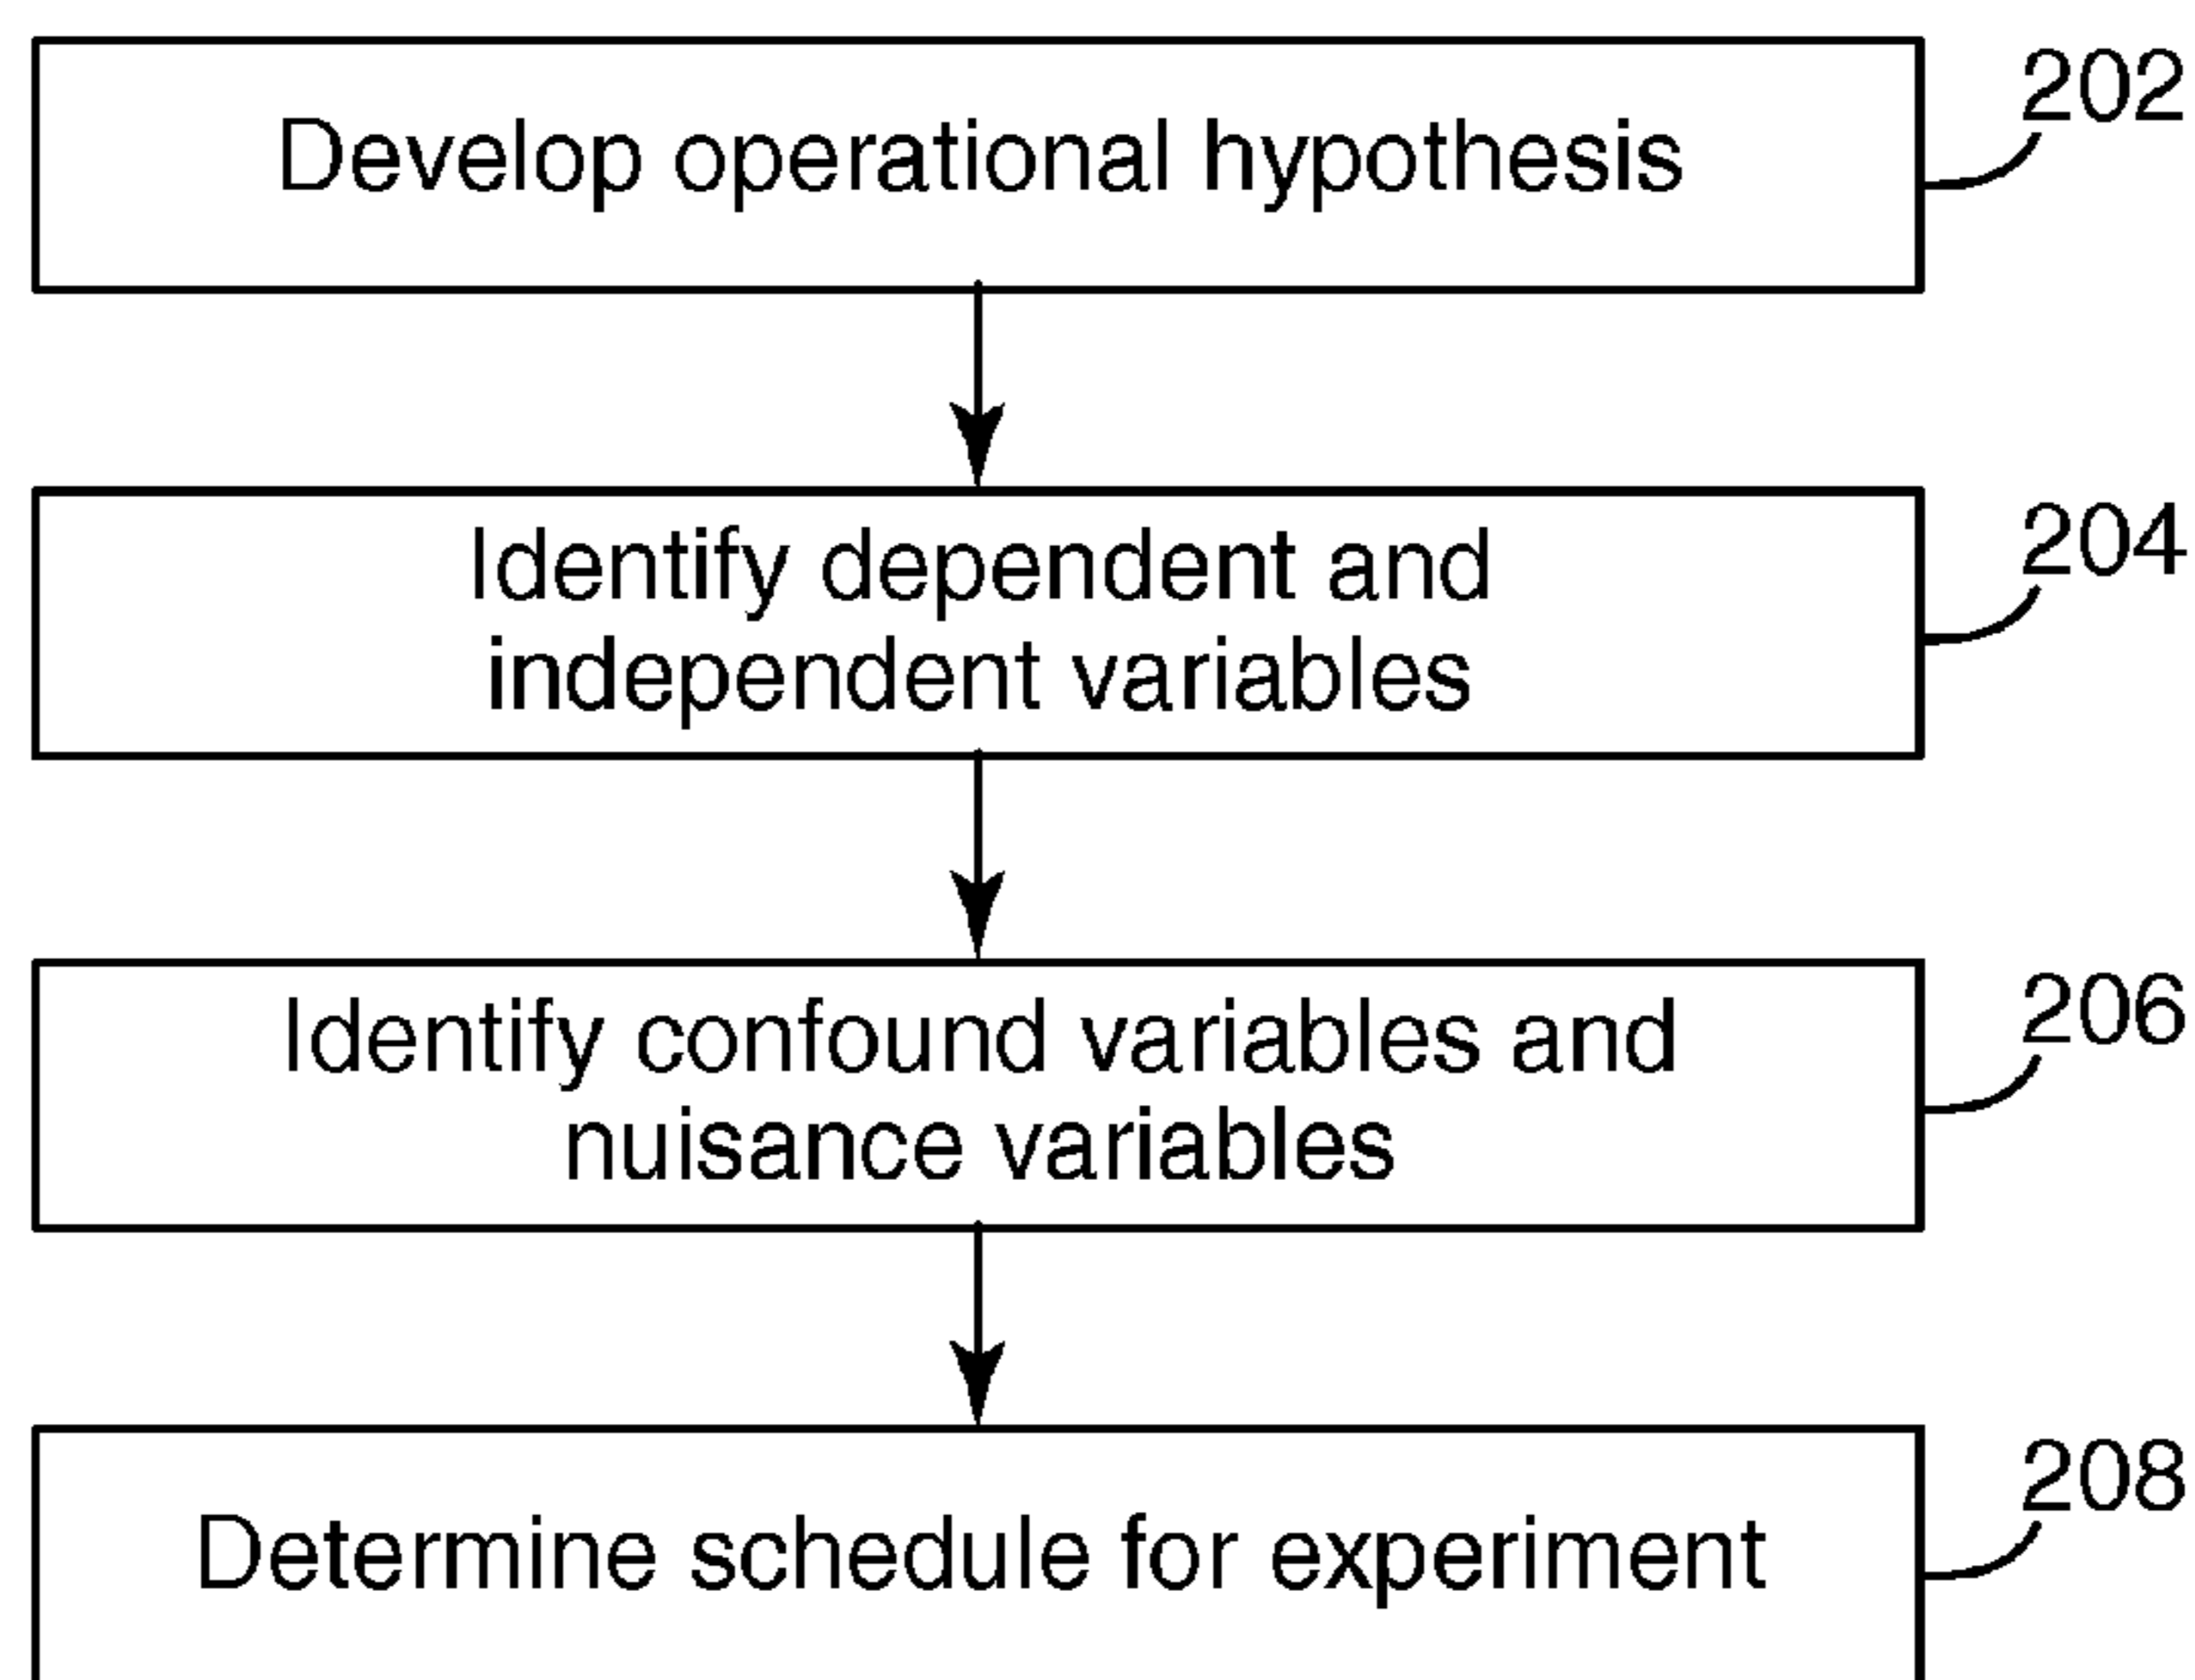 202
Develop operational hypothesis
204
Identify dependent and
independent variables
206
Identify confound variables and
nuisance variables
208
Determine schedule for experiment